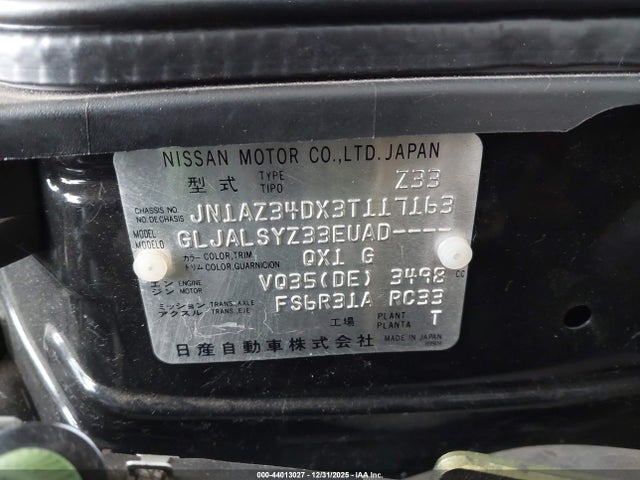 NISSAN MOTOR CO.,LTD. JAPAN
型式 TYPE TIPO Z33
CHASSIS NO. NO. DE CHASIS JN1AZ34DX3T117163
MODEL MODELO GLJALSYZ33EUAD----
カラー COLOR,TRIM トリム COLOR,GUARNICION QX1 G
エンジン ENGINE MOTOR VQ35(DE) 3498 CC
ミッション アクスル TRANS.,AXLE TRANS.,EJE FS6R31A RC33
工場 PLANT PLANTA T
日産自動車株式会社 MADE IN JAPAN
000-44013027 - 12/31/2025 - IAAI.COM